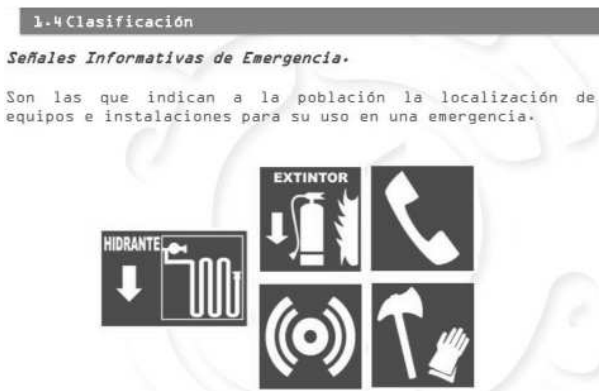 1.4 Clasificación
Señales Informativas de Emergencia.
Son las que indican a la población la localización de
equipos e instalaciones para su uso en una emergencia.
EXTINTOR
HIDRANTE